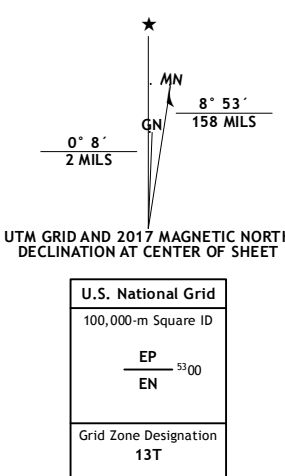 ★
MN
GN
8° 53´
158 MILS
0° 8´
2 MILS
UTM GRID AND 2017 MAGNETIC NORTH
DECLINATION AT CENTER OF SHEET
U.S. National Grid
100,000-m Square ID
EP
5300
EN
Grid Zone Designation
13T